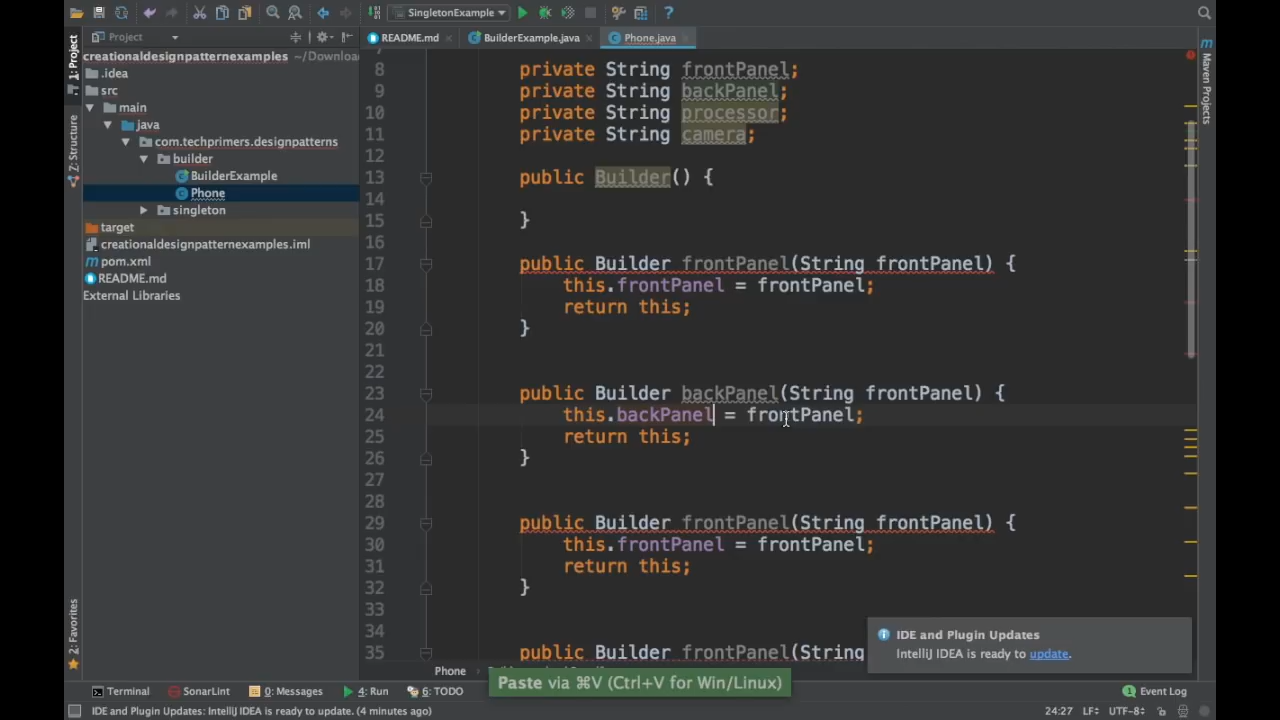 SingletonExample
1: Project
Z: Structure
2: Favorites
Project
README.md
BuilderExample.java
Phone.java
Maven Projects
creationaldesignpatternexamples ~/Downloa
.idea
src
main
java
com.techprimers.designpatterns
builder
BuilderExample
Phone
singleton
target
creationaldesignpatternexamples.iml
pom.xml
README.md
External Libraries
8 private String frontPanel;
9 private String backPanel;
10 private String processor;
11 private String camera;
12
13 public Builder() {
14
15 }
16
17 public Builder frontPanel(String frontPanel) {
18 this.frontPanel = frontPanel;
19 return this;
20 }
21
22
23 public Builder backPanel(String frontPanel) {
24 this.backPanel = frontPanel;
25 return this;
26 }
27
28
29 public Builder frontPanel(String frontPanel) {
30 this.frontPanel = frontPanel;
31 return this;
32 }
33
34
35 public Builder frontPanel(String
IDE and Plugin Updates
IntelliJ IDEA is ready to update.
Phone
Paste via ⌘V (Ctrl+V for Win/Linux)
Terminal
SonarLint
0: Messages
4: Run
6: TODO
Event Log
IDE and Plugin Updates: IntelliJ IDEA is ready to update. (4 minutes ago)
24:27 LF÷ UTF-8÷